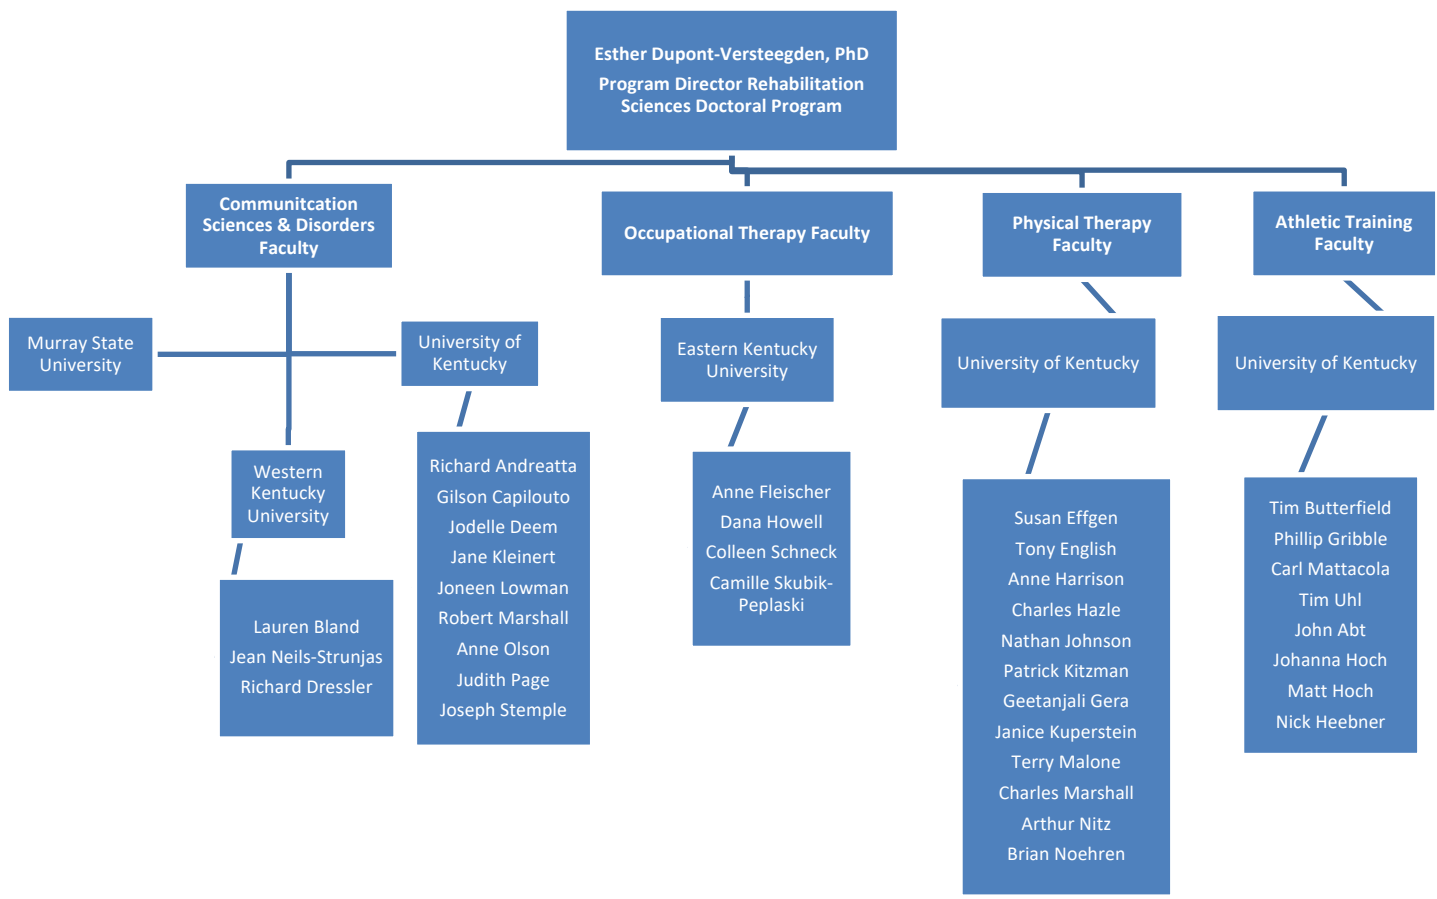 Esther Dupont-Versteegden, PhD
Program Director Rehabilitation
Sciences Doctoral Program
Communitcation
Sciences & Disorders
Faculty
Occupational Therapy Faculty
Physical Therapy
Faculty
Athletic Training
Faculty
Murray State
University
University of
Kentucky
Eastern Kentucky
University
University of Kentucky
University of Kentucky
Western
Kentucky
University
Lauren Bland
Jean Neils-Strunjas
Richard Dressler
Richard Andreatta
Gilson Capilouto
Jodelle Deem
Jane Kleinert
Joneen Lowman
Robert Marshall
Anne Olson
Judith Page
Joseph Stemple
Anne Fleischer
Dana Howell
Colleen Schneck
Camille Skubik-
Peplaski
Susan Effgen
Tony English
Anne Harrison
Charles Hazle
Nathan Johnson
Patrick Kitzman
Geetanjali Gera
Janice Kuperstein
Terry Malone
Charles Marshall
Arthur Nitz
Brian Noehren
Tim Butterfield
Phillip Gribble
Carl Mattacola
Tim Uhl
John Abt
Johanna Hoch
Matt Hoch
Nick Heebner